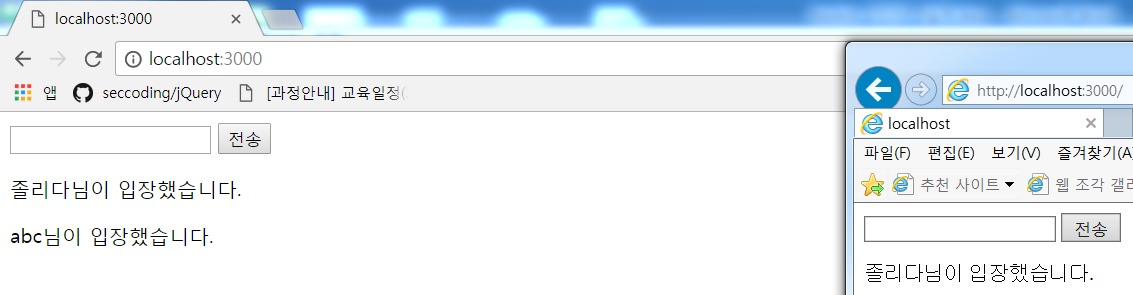 localhost:3000
localhost:3000
앱 seccoding/jQuery [과정안내] 교육일정(
전송
졸리다님이 입장했습니다.
abc님이 입장했습니다.
http://localhost:3000/
localhost
파일(F) 편집(E) 보기(V) 즐겨찾기(A)
추천 사이트 웹 조각 갤러
전송
졸리다님이 입장했습니다.